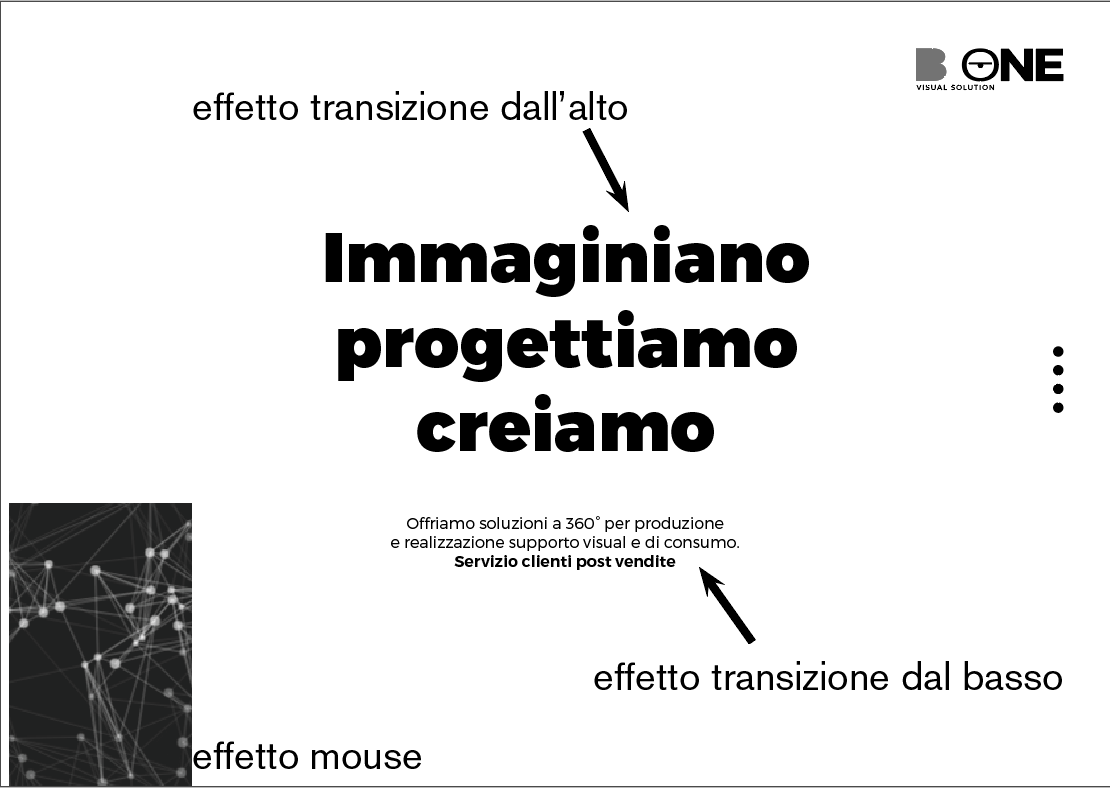 B ONE
VISUAL SOLUTION
effetto transizione dall’alto
Immaginiano
progettiamo
creiamo
Offriamo soluzioni a 360° per produzione
e realizzazione supporto visual e di consumo.
Servizio clienti post vendite
effetto transizione dal basso
effetto mouse